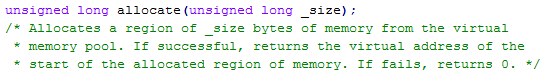 unsigned long allocate(unsigned long _size);
/* Allocates a region of _size bytes of memory from the virtual
* memory pool. If successful, returns the virtual address of the
* start of the allocated region of memory. If fails, returns 0. */